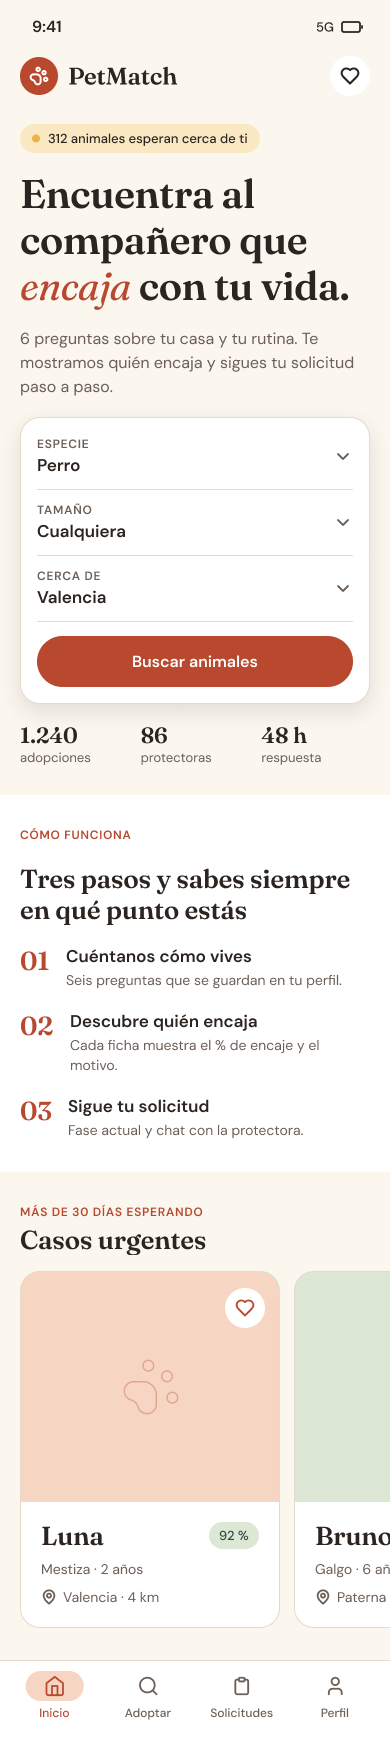 9:41
5G
PetMatch
312 animales esperan cerca de ti
Encuentra al
compañero que
encaja con tu vida.
6 preguntas sobre tu casa y tu rutina. Te
mostramos quién encaja y sigues tu solicitud
paso a paso.
ESPECIE
Perro
TAMAÑO
Cualquiera
CERCA DE
Valencia
Buscar animales
1.240
adopciones
86
protectoras
48 h
respuesta
CÓMO FUNCIONA
Tres pasos y sabes siempre
en qué punto estás
01
Cuéntanos cómo vives
Seis preguntas que se guardan en tu perfil.
02
Descubre quién encaja
Cada ficha muestra el % de encaje y el
motivo.
03
Sigue tu solicitud
Fase actual y chat con la protectora.
MÁS DE 30 DÍAS ESPERANDO
Casos urgentes
Luna
92 %
Mestiza · 2 años
Valencia · 4 km
Bruno
Galgo · 6 añ
Paterna
Inicio
Adoptar
Solicitudes
Perfil